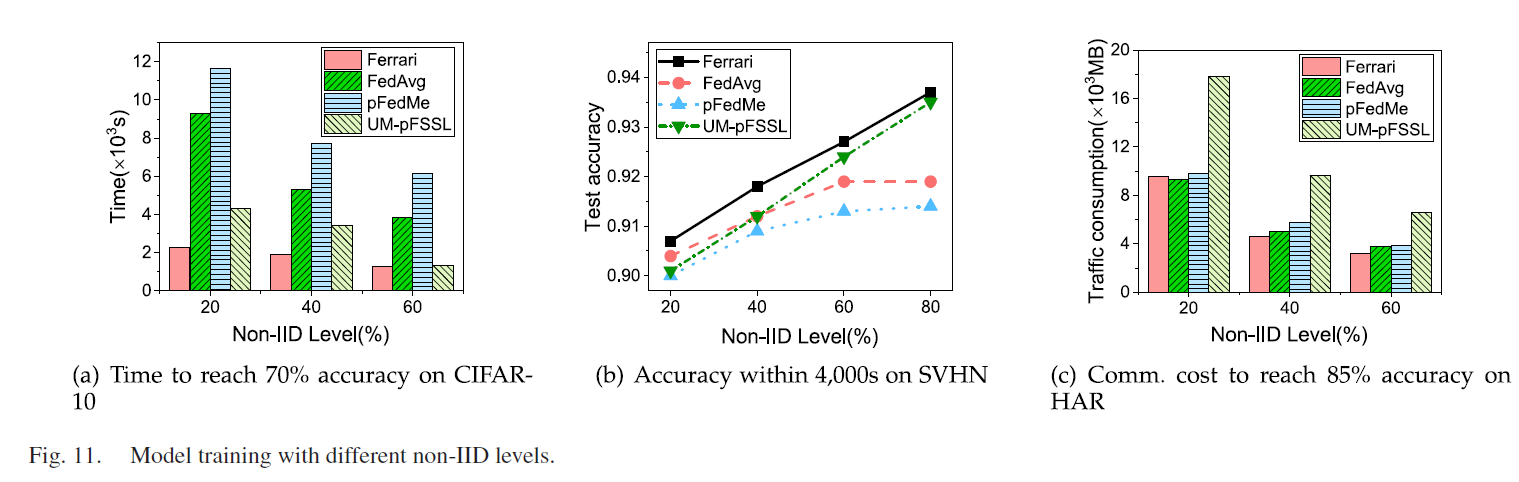 12
10
8
6
4
2
0
Time(×10³s)
Ferrari
FedAvg
pFedMe
UM-pFSSL
20 40 60
Non-IID Level(%)
(a) Time to reach 70% accuracy on CIFAR-
10
0.94
0.93
0.92
0.91
0.90
Test accuracy
Ferrari
FedAvg
pFedMe
UM-pFSSL
20 40 60 80
Non-IID Level(%)
(b) Accuracy within 4,000s on SVHN
20
16
12
8
4
0
Traffic consumption(×10³MB)
Ferrari
FedAvg
pFedMe
UM-pFSSL
20 40 60
Non-IID Level(%)
(c) Comm. cost to reach 85% accuracy on
HAR
Fig. 11. Model training with different non-IID levels.